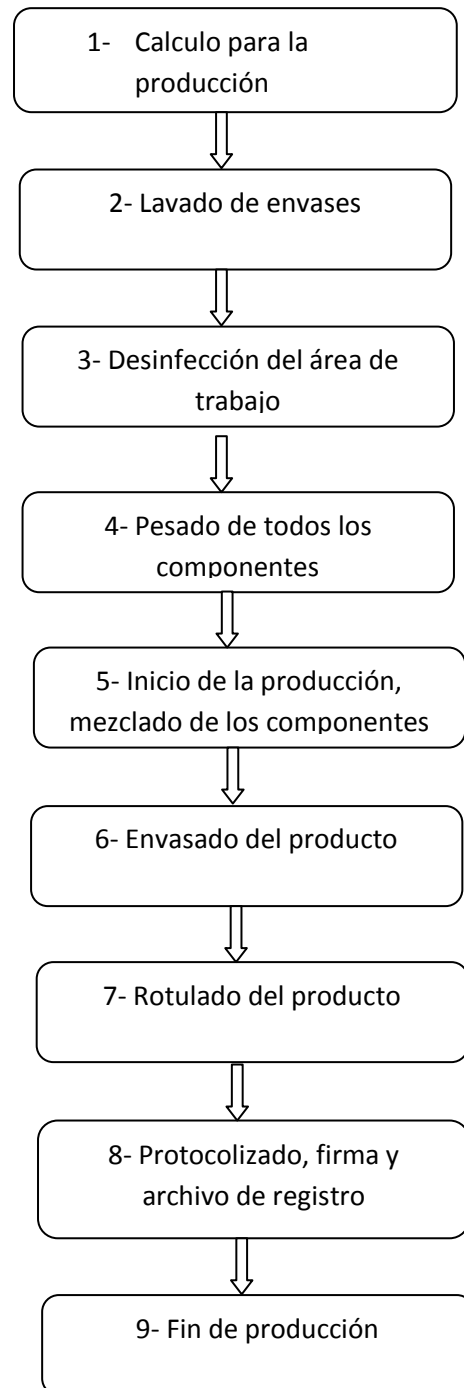 1- Calculo para la
producción
2- Lavado de envases
3- Desinfección del área de
trabajo
4- Pesado de todos los
componentes
5- Inicio de la producción,
mezclado de los componentes
6- Envasado del producto
7- Rotulado del producto
8- Protocolizado, firma y
archivo de registro
9- Fin de producción